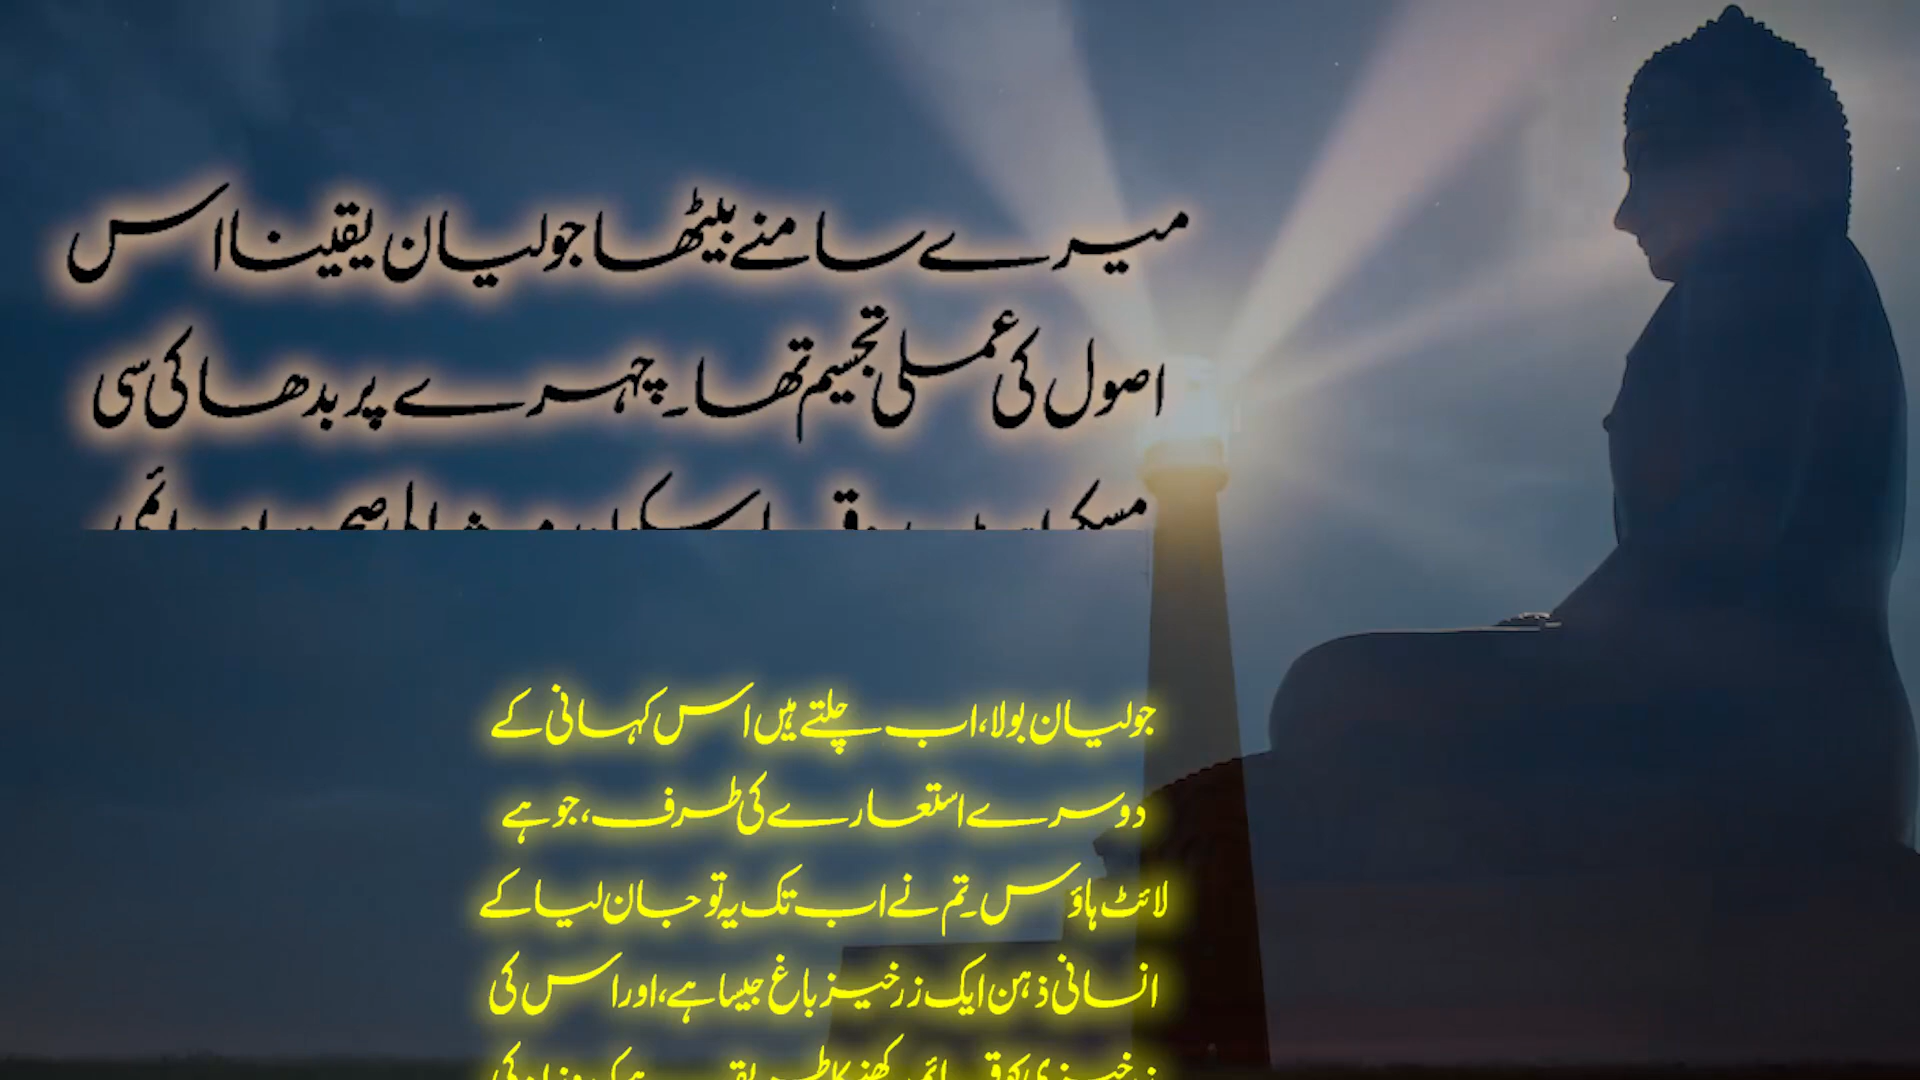 میرے سامنے بیٹھا جولیان یقینا اس
اصول کی عملی تجسیم تھا۔ چہرے پر بدھا کی سی
جولیان بولا، اب چلتے ہیں اس کہانی کے
دوسرے استعارے کی طرف، جو ہے
لائٹ ہاؤس۔ تم نے اب تک یہ تو جان لیا کے
انسانی ذہن ایک زرخیز باغ جیسا ہے، اور اس کی